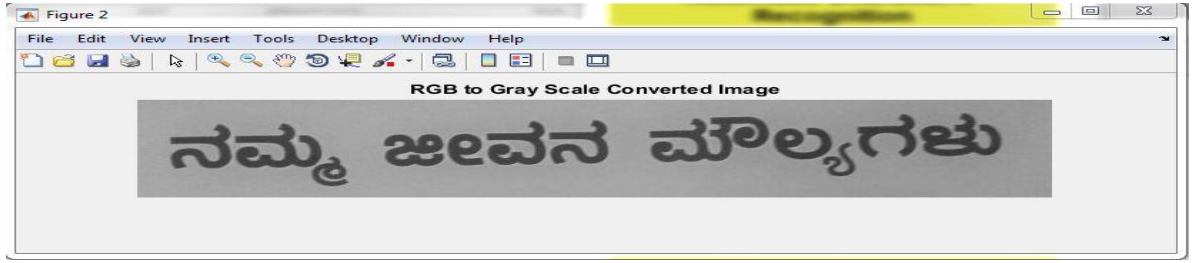 Figure 2
Recognition
File Edit View Insert Tools Desktop Window Help
RGB to Gray Scale Converted Image
ನಮ್ಮ ಜೀವನ ಮೌಲ್ಯಗಳು